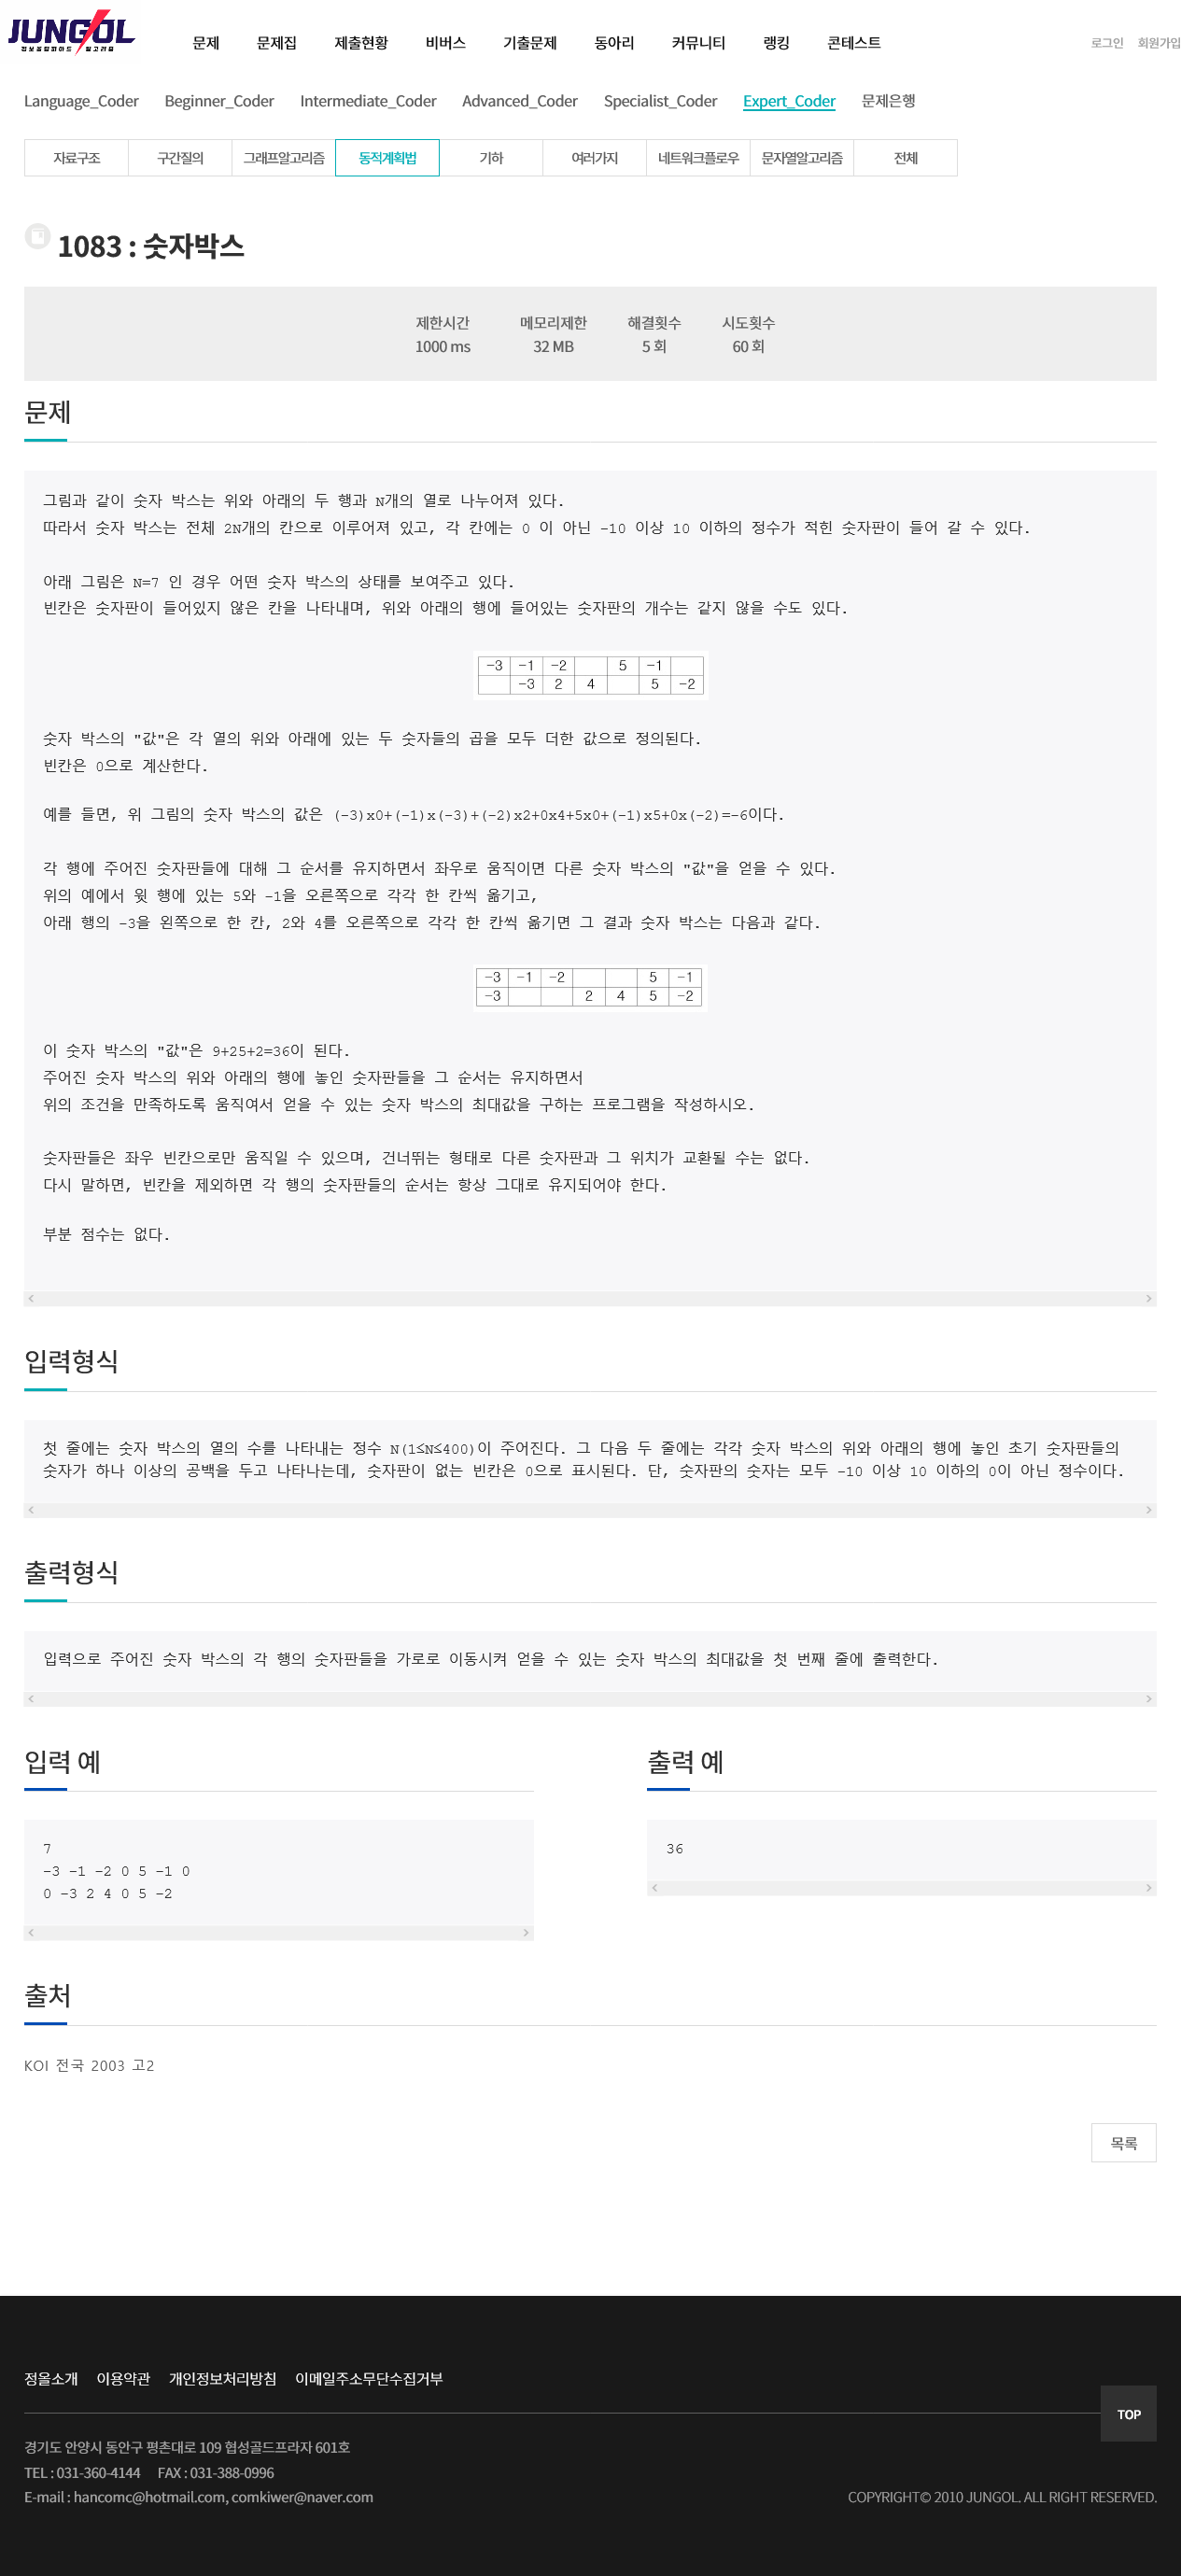 JUNGOL
정보올림피아드 알고리즘
문제 문제집 제출현황 비버스 기출문제 동아리 커뮤니티 랭킹 콘테스트 로그인 회원가입
Language_Coder Beginner_Coder Intermediate_Coder Advanced_Coder Specialist_Coder Expert_Coder 문제은행
자료구조 구간질의 그래프알고리즘 동적계획법 기하 여러가지 네트워크플로우 문자열알고리즘 전체
1083 : 숫자박스
제한시간 메모리제한 해결횟수 시도횟수
1000 ms 32 MB 5 회 60 회
문제
그림과 같이 숫자 박스는 위와 아래의 두 행과 N개의 열로 나누어져 있다.
따라서 숫자 박스는 전체 2N개의 칸으로 이루어져 있고, 각 칸에는 0 이 아닌 -10 이상 10 이하의 정수가 적힌 숫자판이 들어 갈 수 있다.
아래 그림은 N=7 인 경우 어떤 숫자 박스의 상태를 보여주고 있다.
빈칸은 숫자판이 들어있지 않은 칸을 나타내며, 위와 아래의 행에 들어있는 숫자판의 개수는 같지 않을 수도 있다.
-3 -1 -2 5 -1
-3 2 4 5 -2
숫자 박스의 "값"은 각 열의 위와 아래에 있는 두 숫자들의 곱을 모두 더한 값으로 정의된다.
빈칸은 0으로 계산한다.
예를 들면, 위 그림의 숫자 박스의 값은 (-3)x0+(-1)x(-3)+(-2)x2+0x4+5x0+(-1)x5+0x(-2)=-6이다.
각 행에 주어진 숫자판들에 대해 그 순서를 유지하면서 좌우로 움직이면 다른 숫자 박스의 "값"을 얻을 수 있다.
위의 예에서 윗 행에 있는 5와 -1을 오른쪽으로 각각 한 칸씩 옮기고,
아래 행의 -3을 왼쪽으로 한 칸, 2와 4를 오른쪽으로 각각 한 칸씩 옮기면 그 결과 숫자 박스는 다음과 같다.
-3 -1 -2 5 -1
-3 2 4 5 -2
이 숫자 박스의 "값"은 9+25+2=36이 된다.
주어진 숫자 박스의 위와 아래의 행에 놓인 숫자판들을 그 순서는 유지하면서
위의 조건을 만족하도록 움직여서 얻을 수 있는 숫자 박스의 최대값을 구하는 프로그램을 작성하시오.
숫자판들은 좌우 빈칸으로만 움직일 수 있으며, 건너뛰는 형태로 다른 숫자판과 그 위치가 교환될 수는 없다.
다시 말하면, 빈칸을 제외하면 각 행의 숫자판들의 순서는 항상 그대로 유지되어야 한다.
부분 점수는 없다.
입력형식
첫 줄에는 숫자 박스의 열의 수를 나타내는 정수 N(1≤N≤400)이 주어진다. 그 다음 두 줄에는 각각 숫자 박스의 위와 아래의 행에 놓인 초기 숫자판들의
숫자가 하나 이상의 공백을 두고 나타나는데, 숫자판이 없는 빈칸은 0으로 표시된다. 단, 숫자판의 숫자는 모두 -10 이상 10 이하의 0이 아닌 정수이다.
출력형식
입력으로 주어진 숫자 박스의 각 행의 숫자판들을 가로로 이동시켜 얻을 수 있는 숫자 박스의 최대값을 첫 번째 줄에 출력한다.
입력 예
7
-3 -1 -2 0 5 -1 0
0 -3 2 4 0 5 -2
출력 예
36
출처
KOI 전국 2003 고2
목록
정올소개 이용약관 개인정보처리방침 이메일주소무단수집거부
TOP
경기도 안양시 동안구 평촌대로 109 협성골드프라자 601호
TEL : 031-360-4144 FAX : 031-388-0996
E-mail : hancomc@hotmail.com, comkiwer@naver.com
COPYRIGHT© 2010 JUNGOL. ALL RIGHT RESERVED.